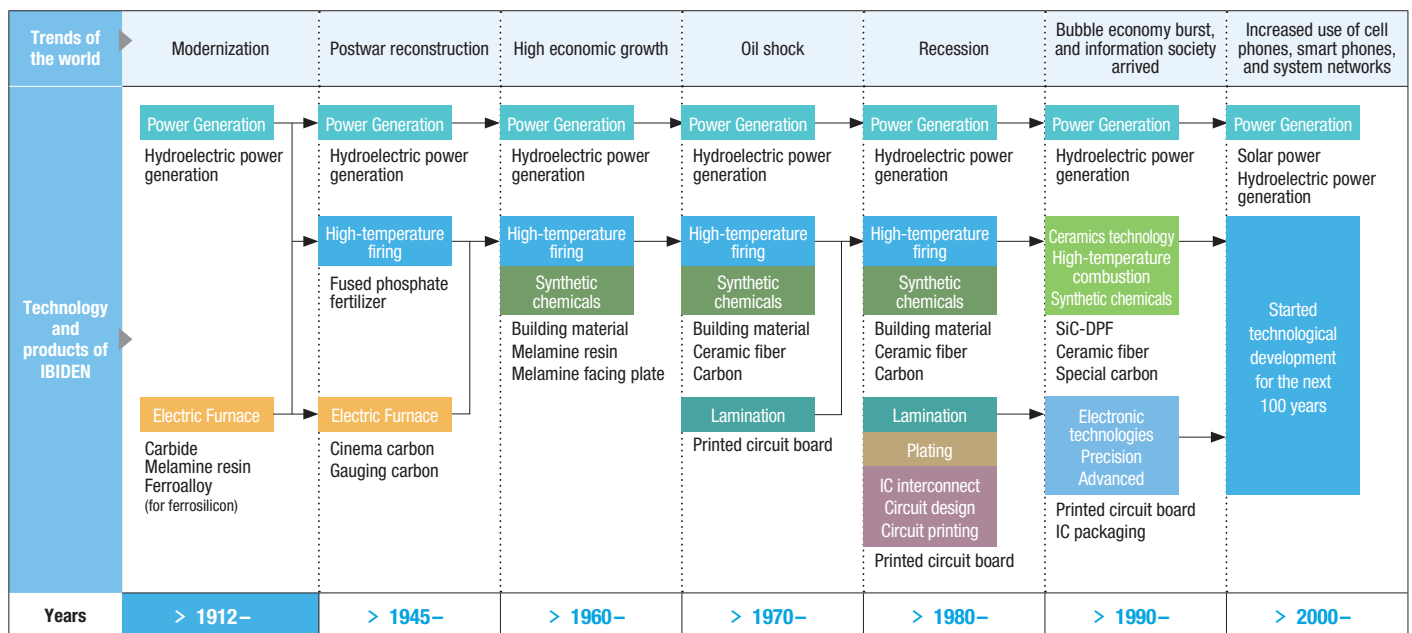 Trends of
the world
Modernization
Postwar reconstruction
High economic growth
Oil shock
Recession
Bubble economy burst,
and information society
arrived
Increased use of cell
phones, smart phones,
and system networks
Technology
and
products of
IBIDEN
Power Generation
Hydroelectric power
generation
Electric Furnace
Carbide
Melamine resin
Ferroalloy
(for ferrosilicon)
Power Generation
Hydroelectric power
generation
High-temperature
firing
Fused phosphate
fertilizer
Electric Furnace
Cinema carbon
Gauging carbon
Power Generation
Hydroelectric power
generation
High-temperature
firing
Synthetic
chemicals
Building material
Melamine resin
Melamine facing plate
Power Generation
Hydroelectric power
generation
High-temperature
firing
Synthetic
chemicals
Building material
Ceramic fiber
Carbon
Lamination
Printed circuit board
Power Generation
Hydroelectric power
generation
High-temperature
firing
Synthetic
chemicals
Building material
Ceramic fiber
Carbon
Lamination
Plating
IC interconnect
Circuit design
Circuit printing
Printed circuit board
Power Generation
Hydroelectric power
generation
Ceramics technology
High-temperature
combustion
Synthetic chemicals
SiC-DPF
Ceramic fiber
Special carbon
Electronic
technologies
Precision
Advanced
Printed circuit board
IC packaging
Power Generation
Solar power
Hydroelectric power
generation
Started
technological
development
for the next
100 years
Years
> 1912–
> 1945–
> 1960–
> 1970–
> 1980–
> 1990–
> 2000–